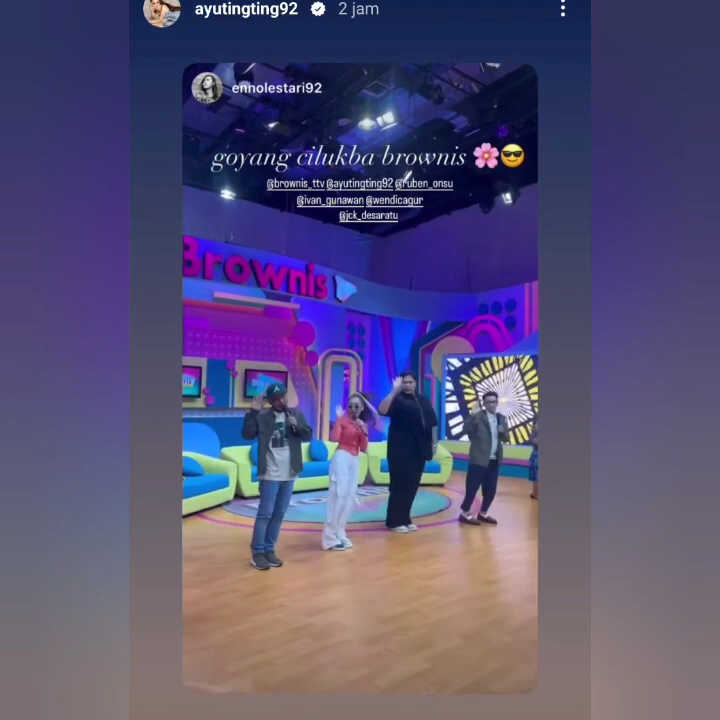 ayutingting92 2 jam
ennolestari92
goyang cilukba brownis 🌸😎
@brownis_ttv @ayutingting92 @ruben_onsu
@ivan_gunawan @wendicagur
@jck_desaratu
Brownis